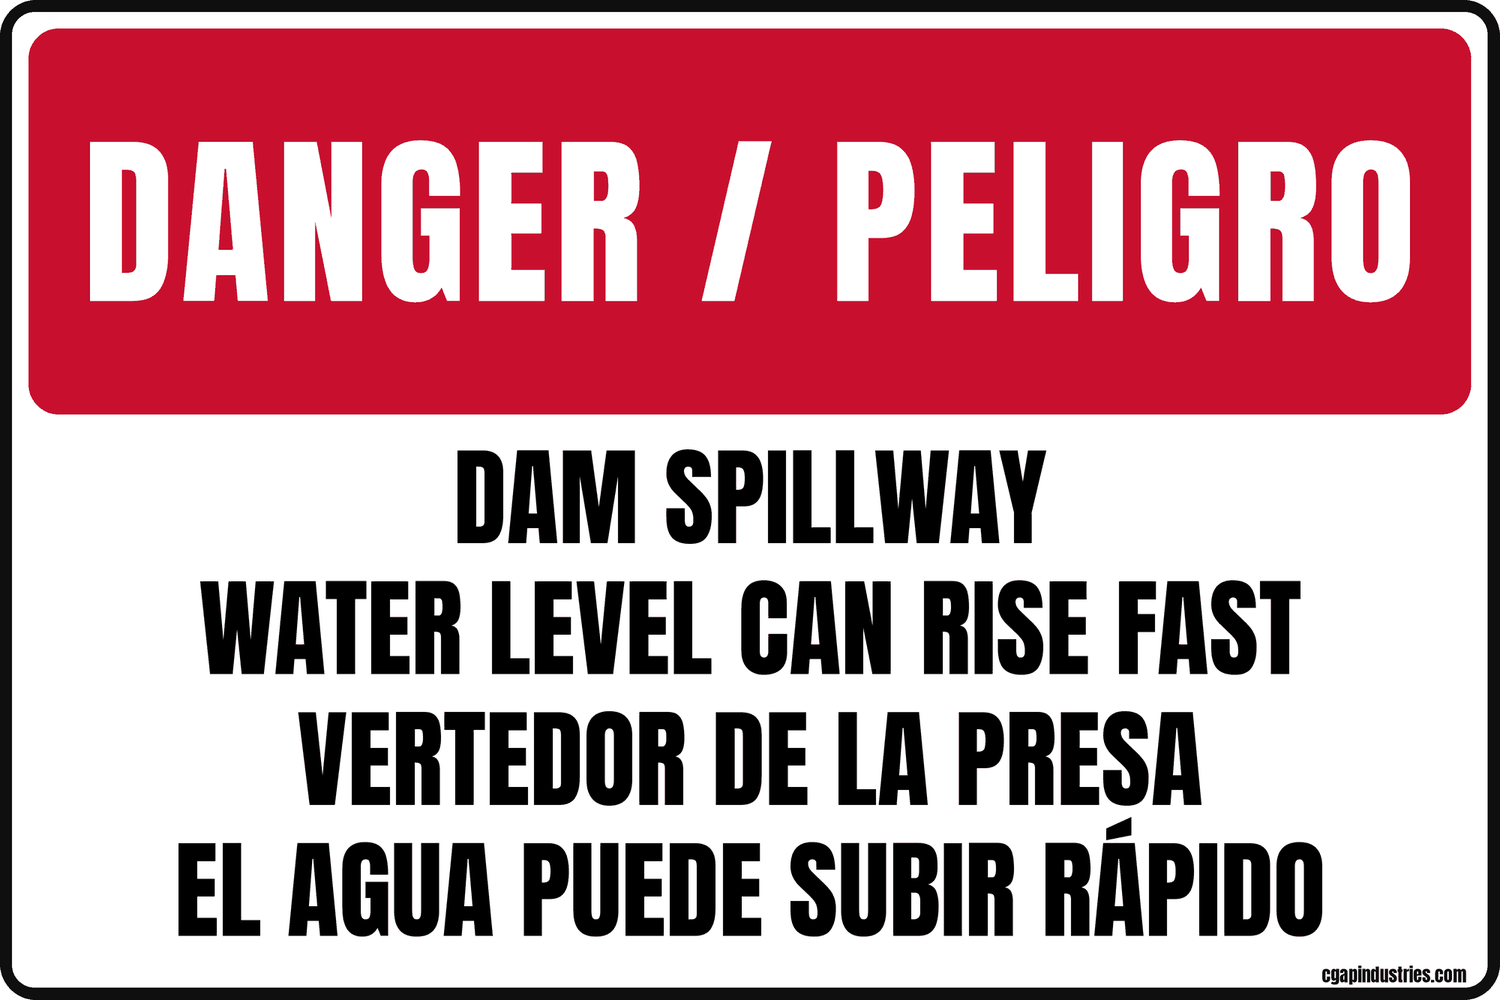 DANGER / PELIGRO
DAM SPILLWAY
WATER LEVEL CAN RISE FAST
VERTEDOR DE LA PRESA
EL AGUA PUEDE SUBIR RÁPIDO
cgapindustries.com